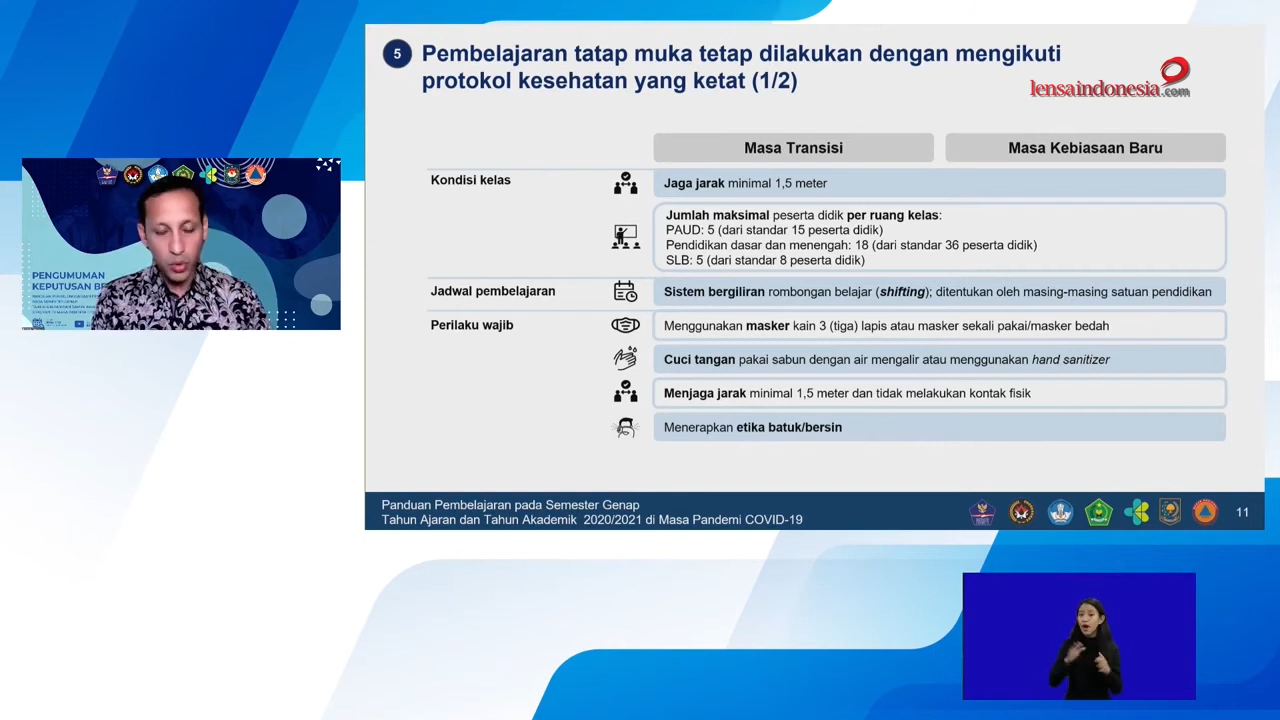 5
Pembelajaran tatap muka tetap dilakukan dengan mengikuti
protokol kesehatan yang ketat (1/2)
lensaindonesia.com
Masa Transisi
Masa Kebiasaan Baru
Kondisi kelas
Jaga jarak minimal 1,5 meter
Jumlah maksimal peserta didik per ruang kelas:
PAUD: 5 (dari standar 15 peserta didik)
Pendidikan dasar dan menengah: 18 (dari standar 36 peserta didik)
SLB: 5 (dari standar 8 peserta didik)
Jadwal pembelajaran
Sistem bergiliran rombongan belajar (shifting); ditentukan oleh masing-masing satuan pendidikan
Perilaku wajib
Menggunakan masker kain 3 (tiga) lapis atau masker sekali pakai/masker bedah
Cuci tangan pakai sabun dengan air mengalir atau menggunakan hand sanitizer
Menjaga jarak minimal 1,5 meter dan tidak melakukan kontak fisik
Menerapkan etika batuk/bersin
Panduan Pembelajaran pada Semester Genap
Tahun Ajaran dan Tahun Akademik 2020/2021 di Masa Pandemi COVID-19
11
PENGUMUMAN
KEPUTUSAN